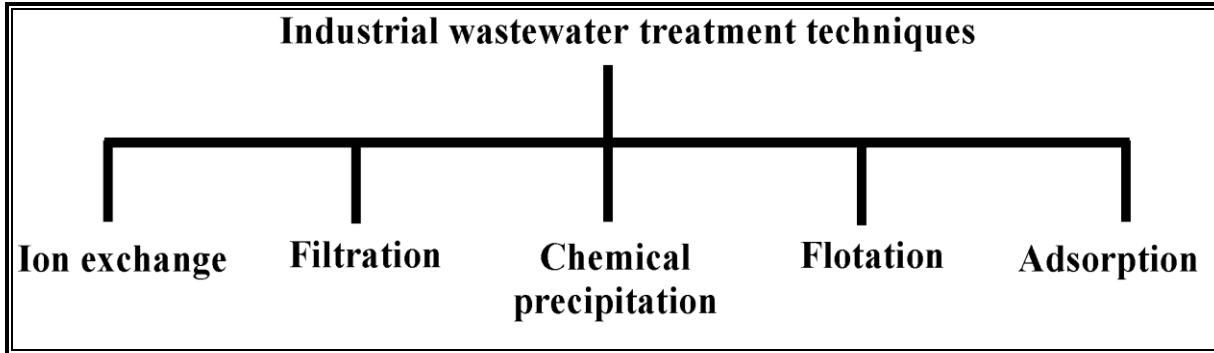 Industrial wastewater treatment techniques
Ion exchange
Filtration
Chemical
precipitation
Flotation
Adsorption